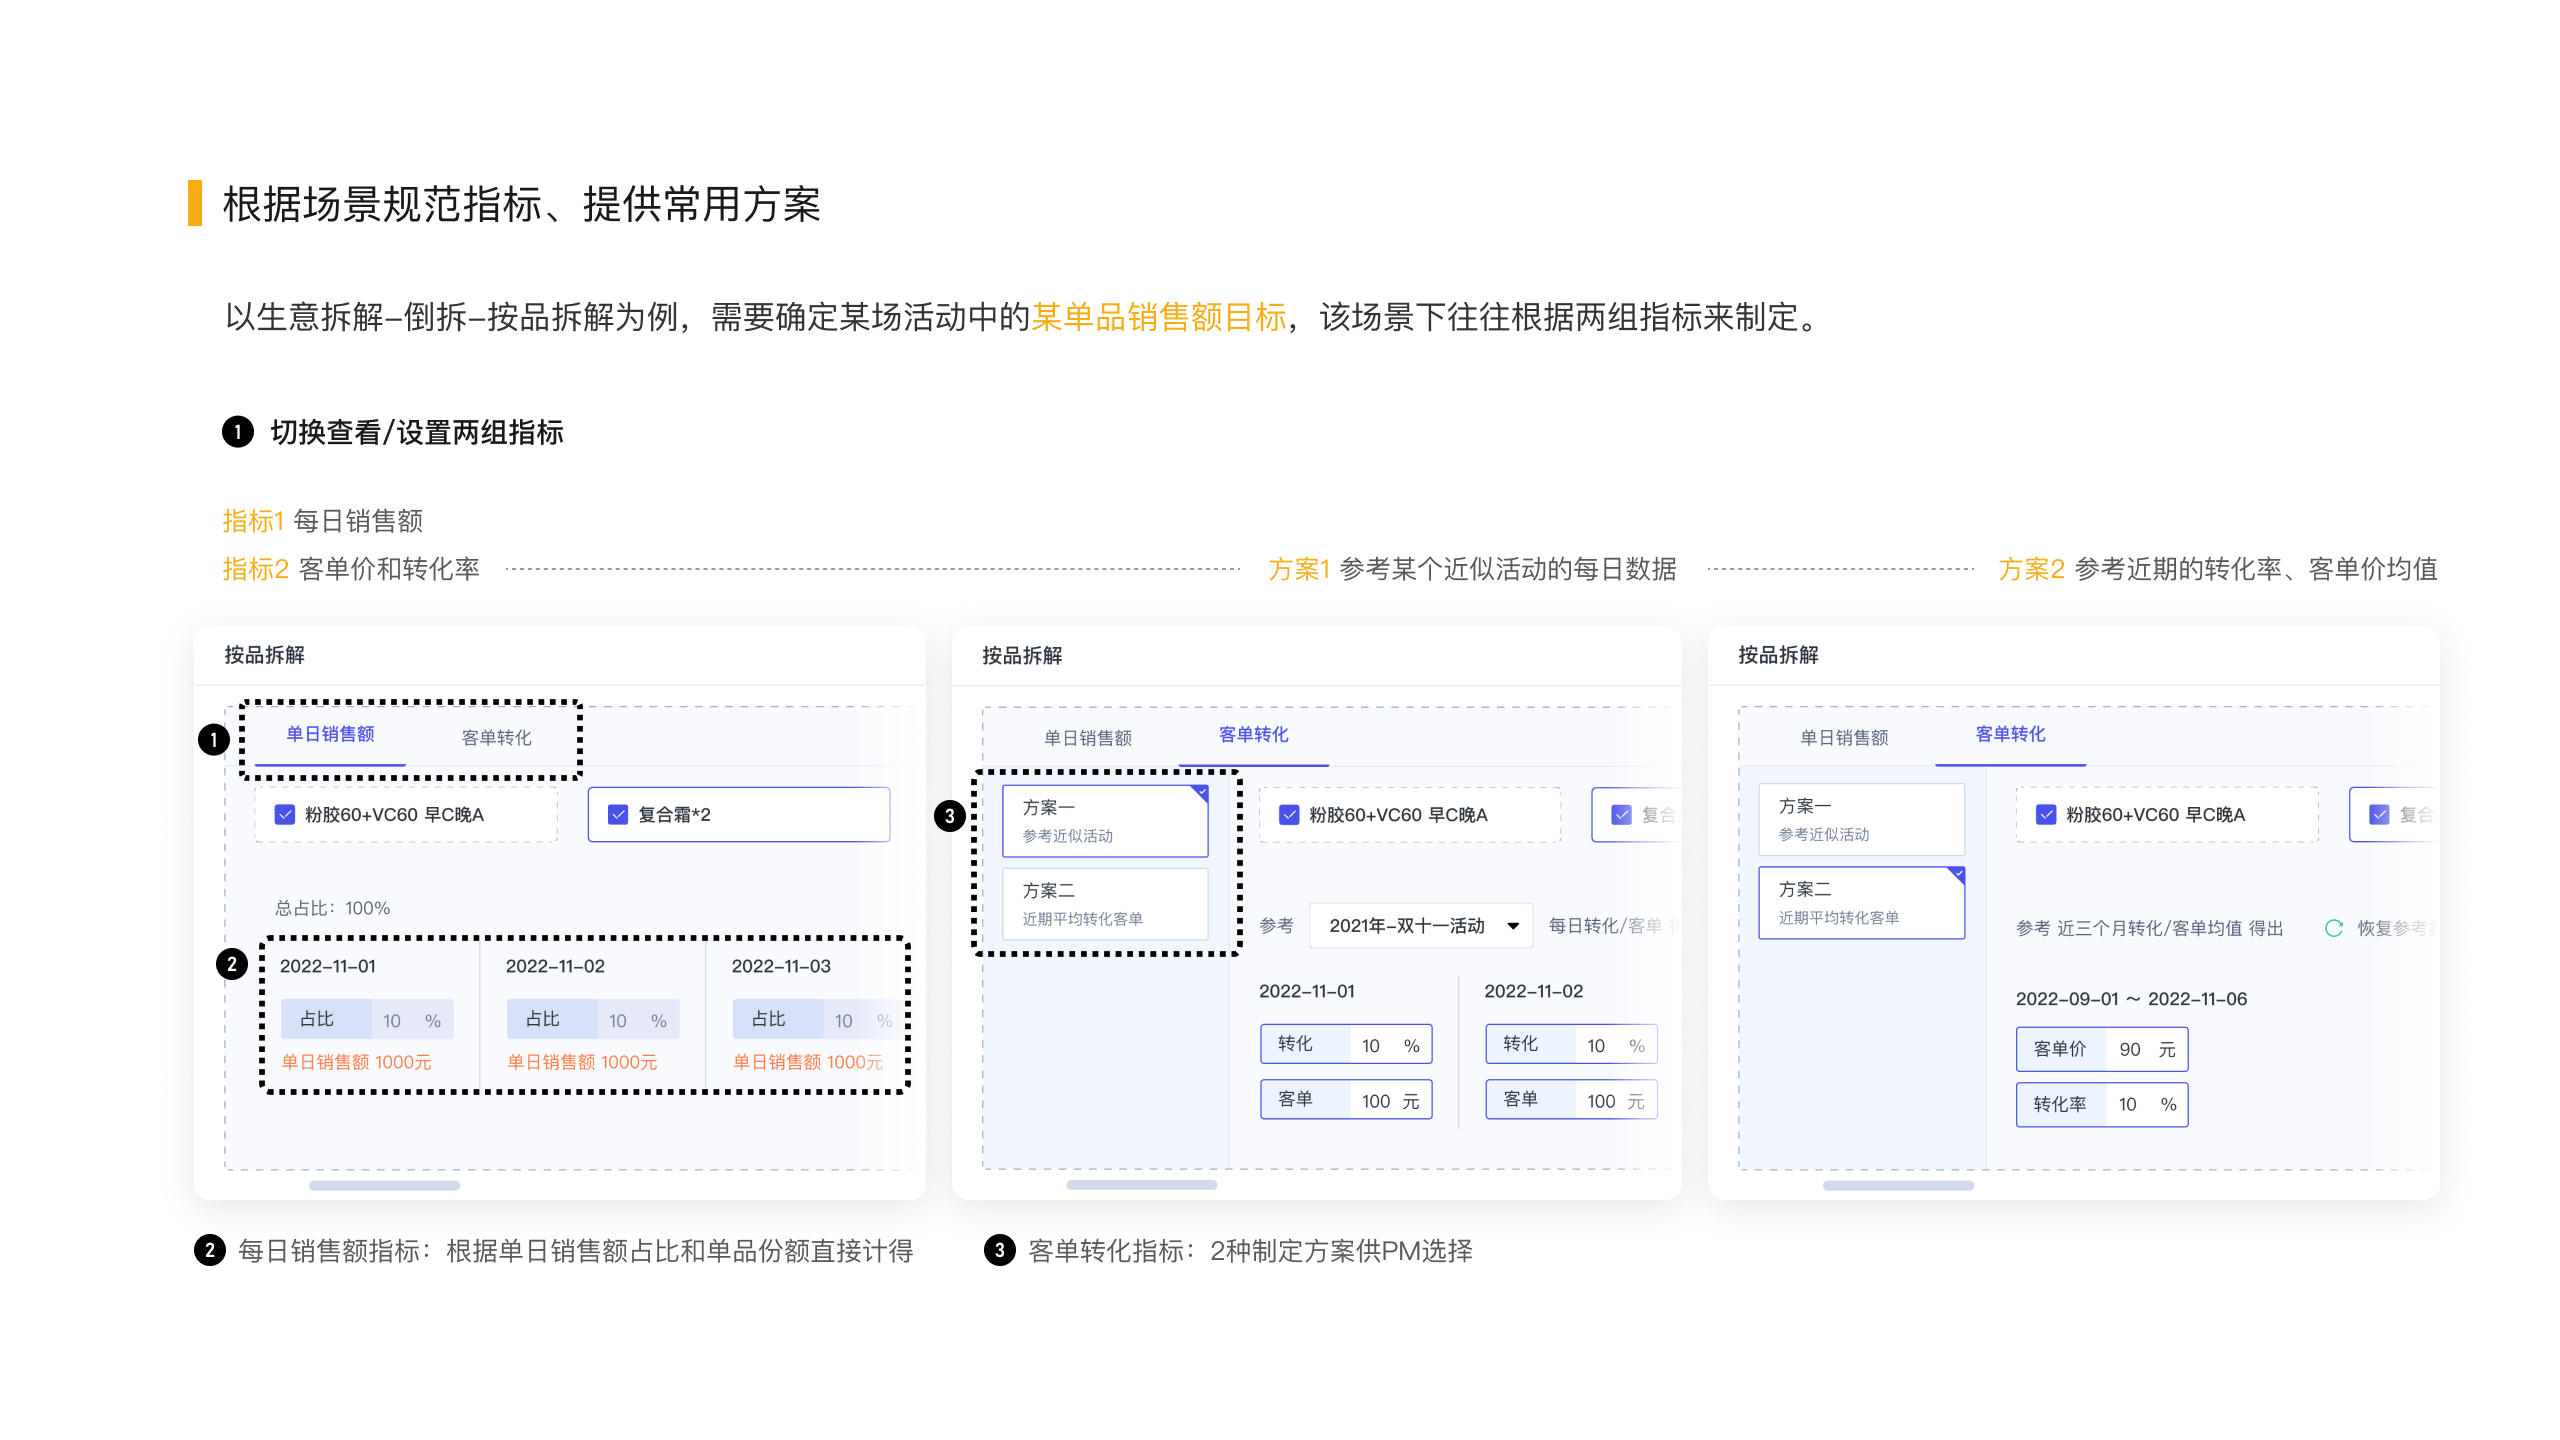 根据场景规范指标、提供常用方案
以生意拆解-倒拆-按品拆解为例，需要确定某场活动中的某单品销售额目标，该场景下往往根据两组指标来制定。
1 切换查看/设置两组指标
指标1 每日销售额
指标2 客单价和转化率
方案1 参考某个近似活动的每日数据
方案2 参考近期的转化率、客单价均值
按品拆解
1
单日销售额 客单转化
粉胶60+VC60 早C晚A 复合霜*2
总占比：100%
2
2022-11-01 2022-11-02 2022-11-03
占比 10 % 占比 10 % 占比 10 %
单日销售额 1000元 单日销售额 1000元 单日销售额 1000元
按品拆解
单日销售额 客单转化
3
方案一
参考近似活动
方案二
近期平均转化客单
粉胶60+VC60 早C晚A 复合
参考 2021年-双十一活动 每日转化/客单
2022-11-01 2022-11-02
转化 10 % 转化 10 %
客单 100 元 客单 100 元
按品拆解
单日销售额 客单转化
方案一
参考近似活动
方案二
近期平均转化客单
粉胶60+VC60 早C晚A 复合
参考 近三个月转化/客单均值 得出 恢复参考
2022-09-01 ～ 2022-11-06
客单价 90 元
转化率 10 %
2 每日销售额指标：根据单日销售额占比和单品份额直接计得
3 客单转化指标：2种制定方案供PM选择